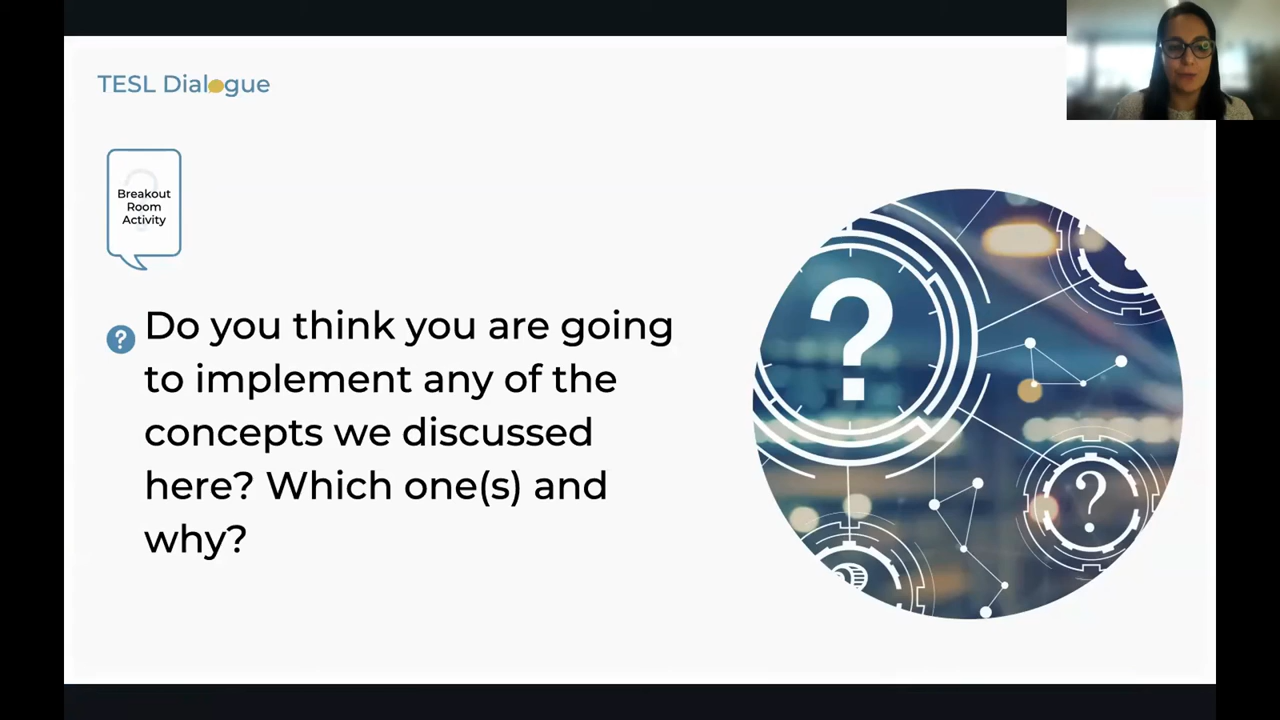 TESL Dialogue
Breakout
Room
Activity
? Do you think you are going
to implement any of the
concepts we discussed
here? Which one(s) and
why?
?
?